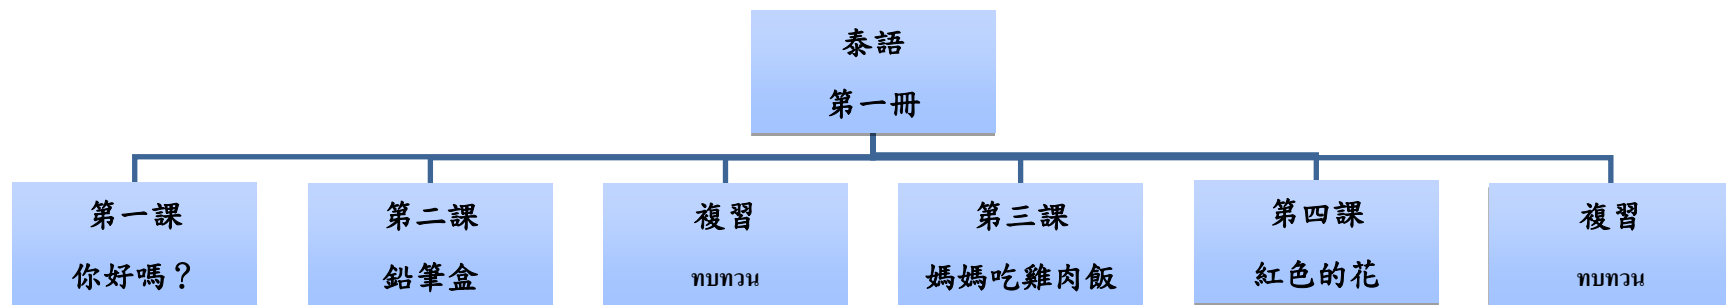 泰語
第一冊
第一課
你好嗎？
第二課
鉛筆盒
複習
ทบทวน
第三課
媽媽吃雞肉飯
第四課
紅色的花
複習
ทบทวน